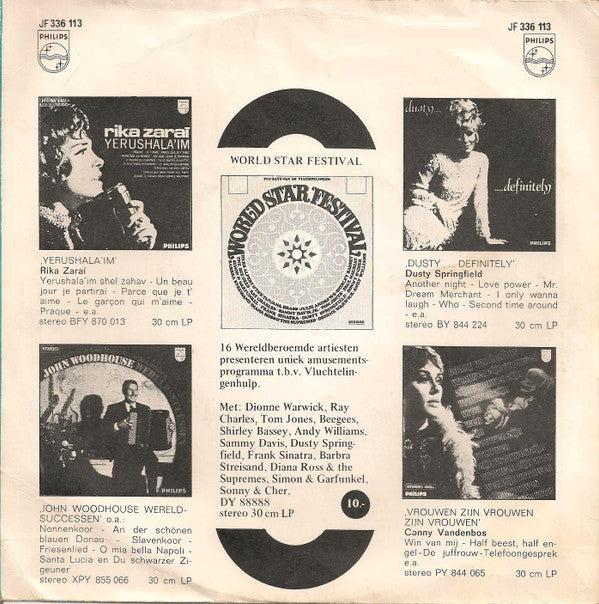 JF 336 113
PHILIPS
JF 336 113
PHILIPS
rika zaraï
YERUSHALA'IM
PHILIPS
'YERUSHALA'IM'
Rika Zaraï
Yerushala'im shel zahav - Un beau
jour je partirai - Parce que je t'
aime - Le garçon qui m'aime -
Praque - e.a.
stereo BFY 870 013 30 cm LP
JOHN WOODHOUSE
PHILIPS
'JOHN WOODHOUSE WERELD-
SUCCESSEN' o.a.:
Nonnenkoor - An der schönen
blauen Donau - Slavenkoor -
Friesenlied - O mia bella Napoli -
Santa Lucia en Du schwarzer Zi-
geuner
stereo XPY 855 066 30 cm LP
WORLD STAR FESTIVAL
TEN BATE VAN DE VLUCHTELINGEN
WORLD STAR FESTIVAL
16 Wereldberoemde artiesten
presenteren uniek amusements-
programma t.b.v. Vluchtelin-
genhulp.
Met: Dionne Warwick, Ray
Charles, Tom Jones, Beegees,
Shirley Bassey, Andy Williams,
Sammy Davis, Dusty Spring-
field, Frank Sinatra, Barbra
Streisand, Diana Ross & the
Supremes, Simon & Garfunkel,
Sonny & Cher,
DY 88888
stereo 30 cm LP
10.-
dusty...
....definitely
PHILIPS
'DUSTY, ... DEFINITELY'
Dusty Springfield
Another night - Love power - Mr.
Dream Merchant - I only wanna
laugh - Who - Second time around
- e.a.
stereo BY 844 224 30 cm LP
PHILIPS
'VROUWEN ZIJN VROUWEN
ZIJN VROUWEN'
Conny Vandenbos
Win van mij - Half beest, half en-
gel - De juffrouw - Telefoongesprek
e.a.
stereo PY 844 065 30 cm LP